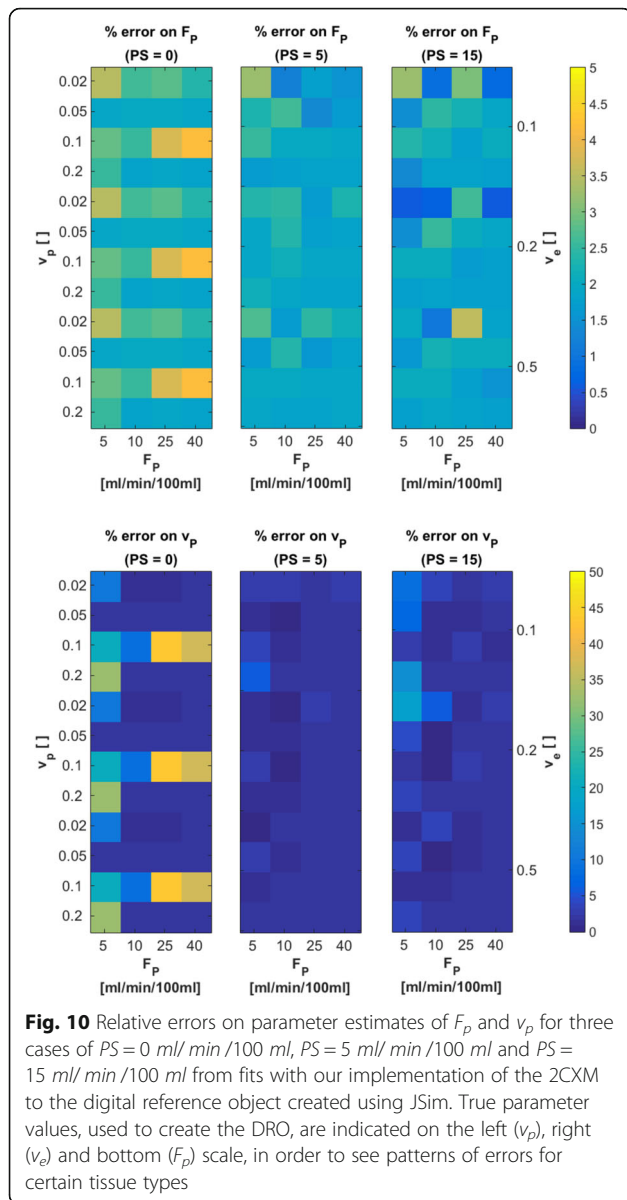 % error on F_P
(PS = 0)
% error on F_P
(PS = 5)
% error on F_P
(PS = 15)
0.02
0.05
0.1
0.2
0.02
0.05
0.1
0.2
0.02
0.05
0.1
0.2
v_p [ ]
0.1
0.2
0.5
v_e [ ]
5
4.5
4
3.5
3
2.5
2
1.5
1
0.5
0
5 10 25 40
5 10 25 40
5 10 25 40
F_P
[ml/min/100ml]
F_P
[ml/min/100ml]
F_P
[ml/min/100ml]
% error on v_P
(PS = 0)
% error on v_P
(PS = 5)
% error on v_P
(PS = 15)
0.02
0.05
0.1
0.2
0.02
0.05
0.1
0.2
0.02
0.05
0.1
0.2
v_p [ ]
0.1
0.2
0.5
v_e [ ]
50
45
40
35
30
25
20
15
10
5
0
5 10 25 40
5 10 25 40
5 10 25 40
F_P
[ml/min/100ml]
F_P
[ml/min/100ml]
F_P
[ml/min/100ml]
Fig. 10 Relative errors on parameter estimates of F_p and v_p for three
cases of PS = 0 ml/ min /100 ml, PS = 5 ml/ min /100 ml and PS =
15 ml/ min /100 ml from fits with our implementation of the 2CXM
to the digital reference object created using JSim. True parameter
values, used to create the DRO, are indicated on the left (v_p), right
(v_e) and bottom (F_p) scale, in order to see patterns of errors for
certain tissue types